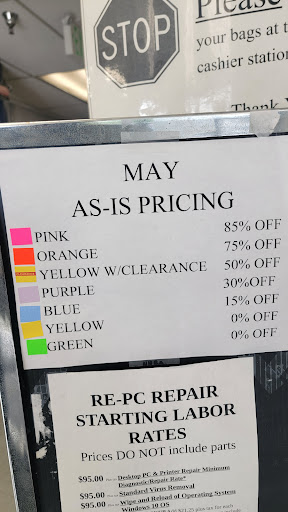 Please
STOP
your bags at t
cashier station
Thank
MAY
AS-IS PRICING
PINK 85% OFF
ORANGE 75% OFF
YELLOW W/CLEARANCE 50% OFF
PURPLE 30%OFF
BLUE 15% OFF
YELLOW 0% OFF
GREEN 0% OFF
RE-PC REPAIR
STARTING LABOR
RATES
Prices DO NOT include parts
$95.00 Desktop PC & Printer Repair Minimum
Diagnostic/Repair Rate*
$95.00 Standard Virus Removal
$95.00 Wipe and Reload of Operating System
Windows 10 OS